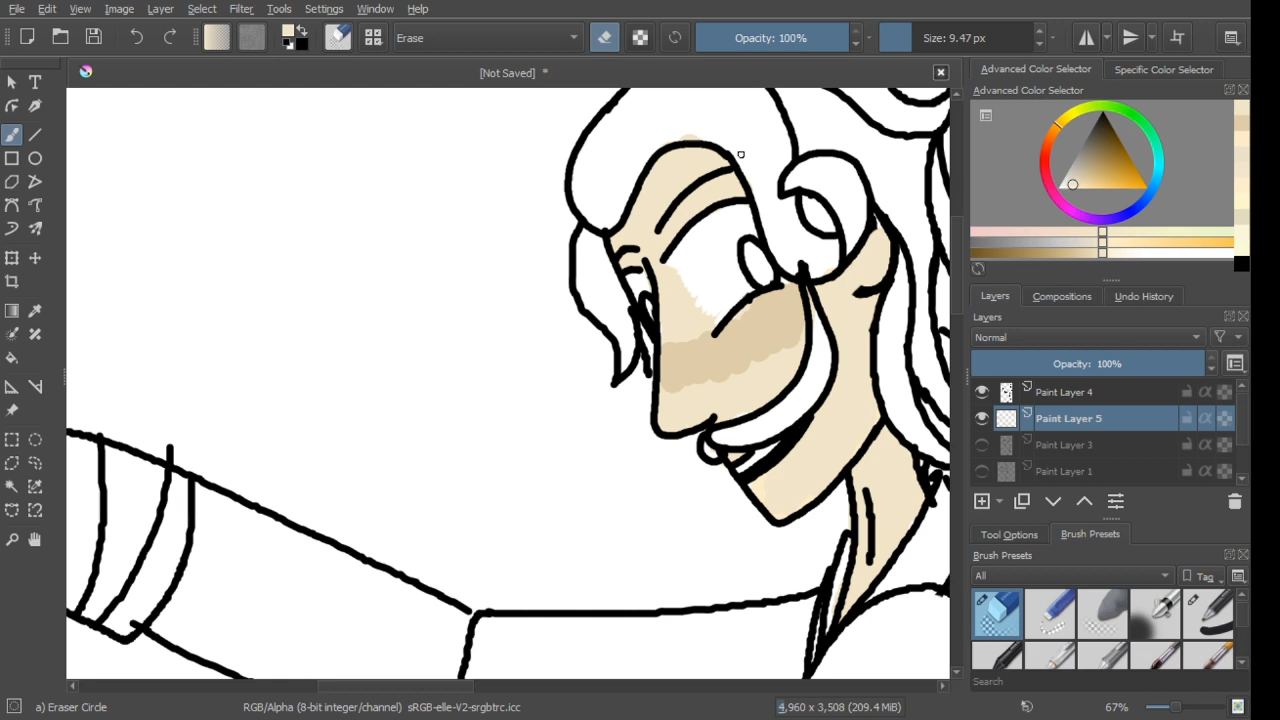 File Edit View Image Layer Select Filter Tools Settings Window Help
Erase Opacity: 100% Size: 9.47 px
[Not Saved] *
Advanced Color Selector Specific Color Selector
Advanced Color Selector
Layers Compositions Undo History
Layers
Normal
Opacity: 100%
Paint Layer 4
Paint Layer 5
Paint Layer 3
Paint Layer 1
Tool Options Brush Presets
Brush Presets
All Tag
Search
a) Eraser Circle RGB/Alpha (8-bit integer/channel) sRGB-elle-V2-srgbtrc.icc 4,960 x 3,508 (209.4 MiB) 67%